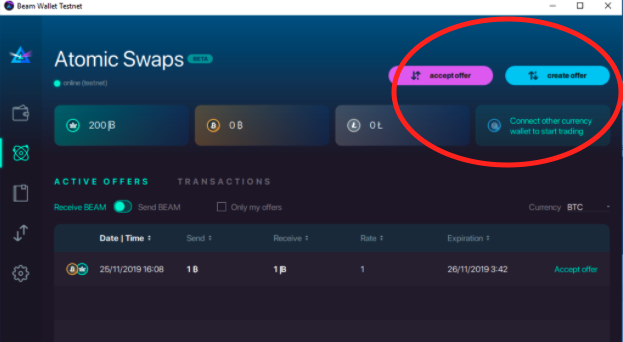 Beam Wallet Testnet
Atomic Swaps BETA
online (testnet)
accept offer
create offer
200 B
0 ₿
0 Ł
Connect other currency
wallet to start trading
ACTIVE OFFERS TRANSACTIONS
Receive BEAM Send BEAM Only my offers Currency BTC
Date | Time Send Receive Rate Expiration
25/11/2019 16:08 1 ₿ 1 B 1 26/11/2019 3:42 Accept offer